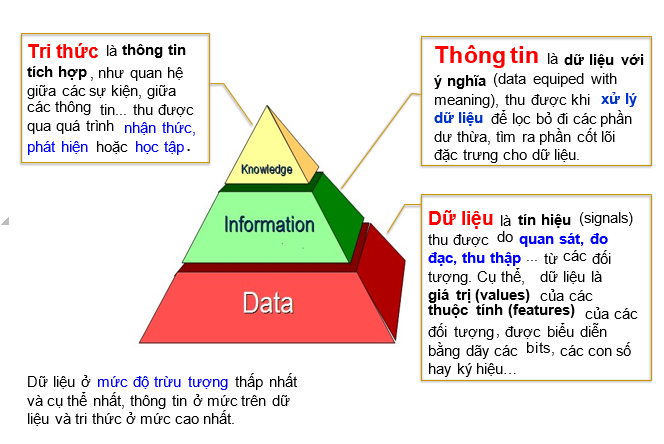 Tri thức là thông tin
tích hợp, như quan hệ
giữa các sự kiện, giữa
các thông tin... thu được
qua quá trình nhận thức,
phát hiện hoặc học tập.
Thông tin là dữ liệu với
ý nghĩa (data equiped with
meaning), thu được khi xử lý
dữ liệu để lọc bỏ đi các phần
dư thừa, tìm ra phần cốt lõi
đặc trưng cho dữ liệu.
Knowledge
Information
Data
Dữ liệu là tín hiệu (signals)
thu được do quan sát, đo
đạc, thu thập ... từ các đối
tượng. Cụ thể, dữ liệu là
giá trị (values) của các
thuộc tính (features) của các
đối tượng, được biểu diễn
bằng dãy các bits, các con số
hay ký hiệu...
Dữ liệu ở mức độ trừu tượng thấp nhất
và cụ thể nhất, thông tin ở mức trên dữ
liệu và tri thức ở mức cao nhất.